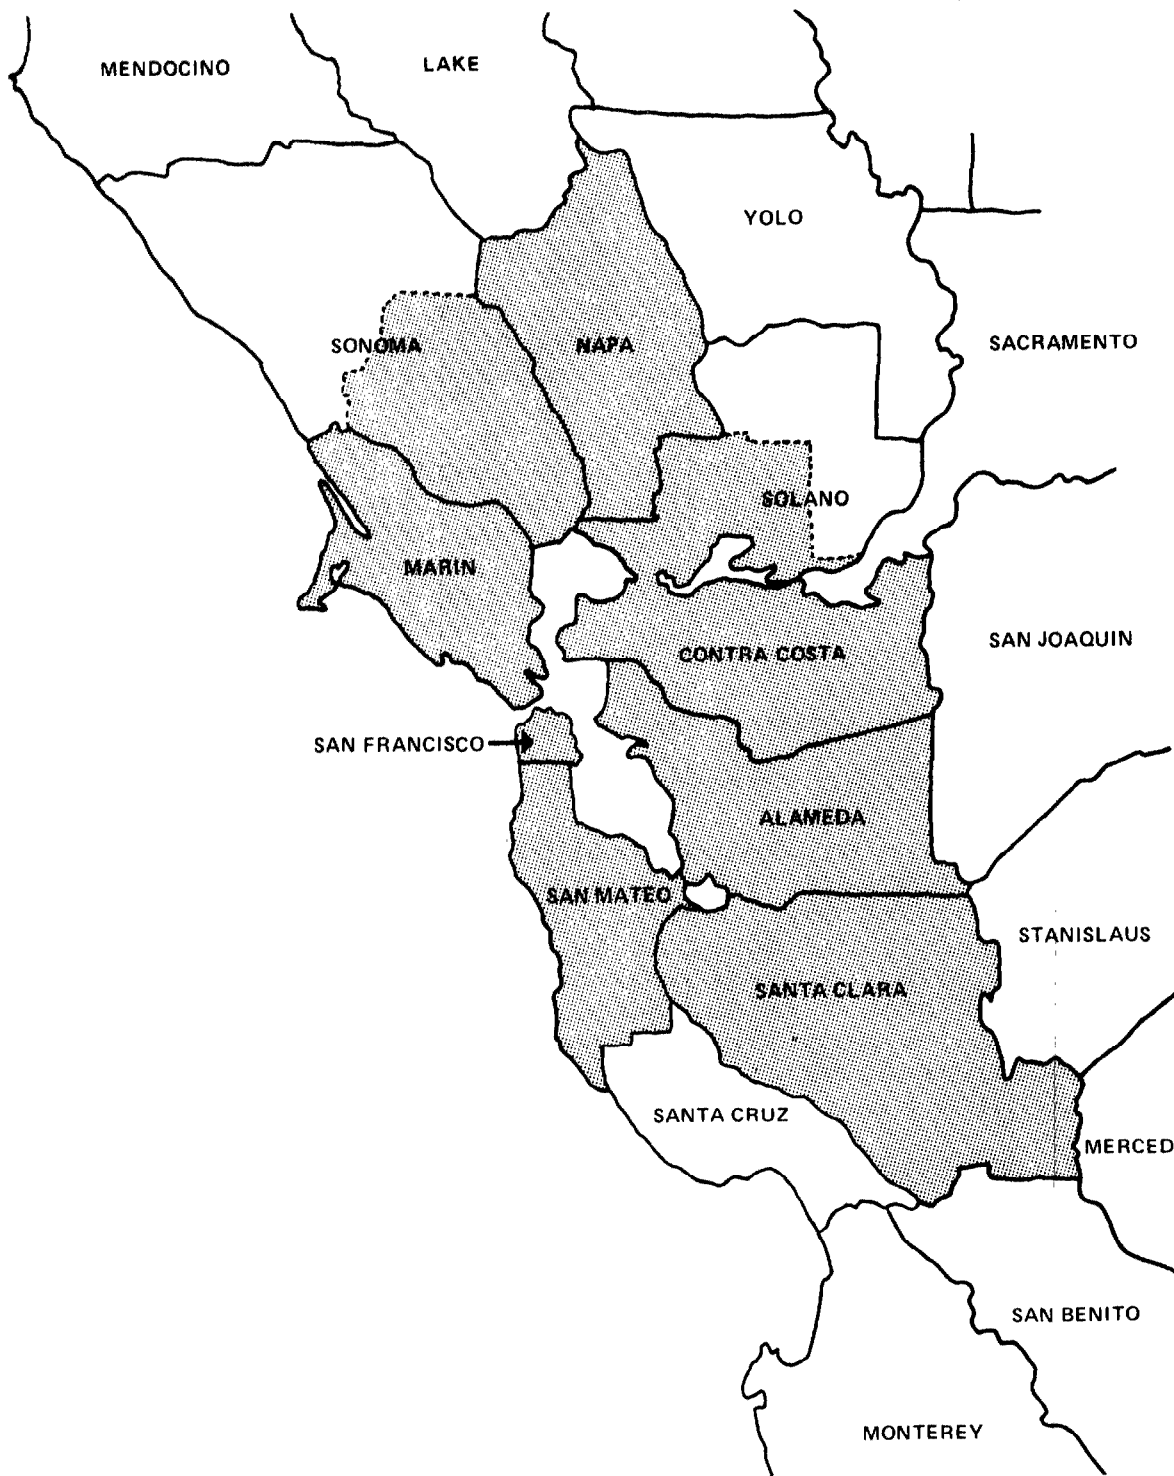 MENDOCINO
LAKE
YOLO
SONOMA
NAPA
SACRAMENTO
SOLANO
MARIN
CONTRA COSTA
SAN JOAQUIN
SAN FRANCISCO
ALAMEDA
SAN MATEO
STANISLAUS
SANTA CLARA
SANTA CRUZ
MERCED
SAN BENITO
MONTEREY